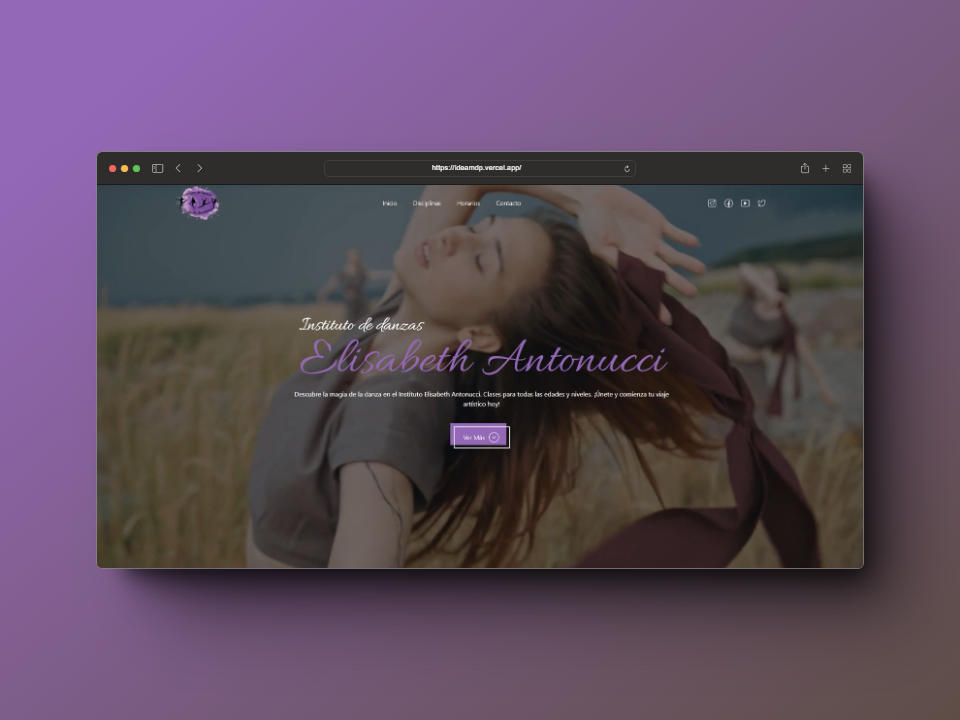 https://ideamdp.vercel.app/
Inicio Disciplinas Horarios Contacto
Instituto de danzas
Elisabeth Antonucci
Descubre la magia de la danza en el Instituto Elisabeth Antonucci. Clases para todas las edades y niveles. ¡Únete y comienza tu viaje
artístico hoy!
Ver Más